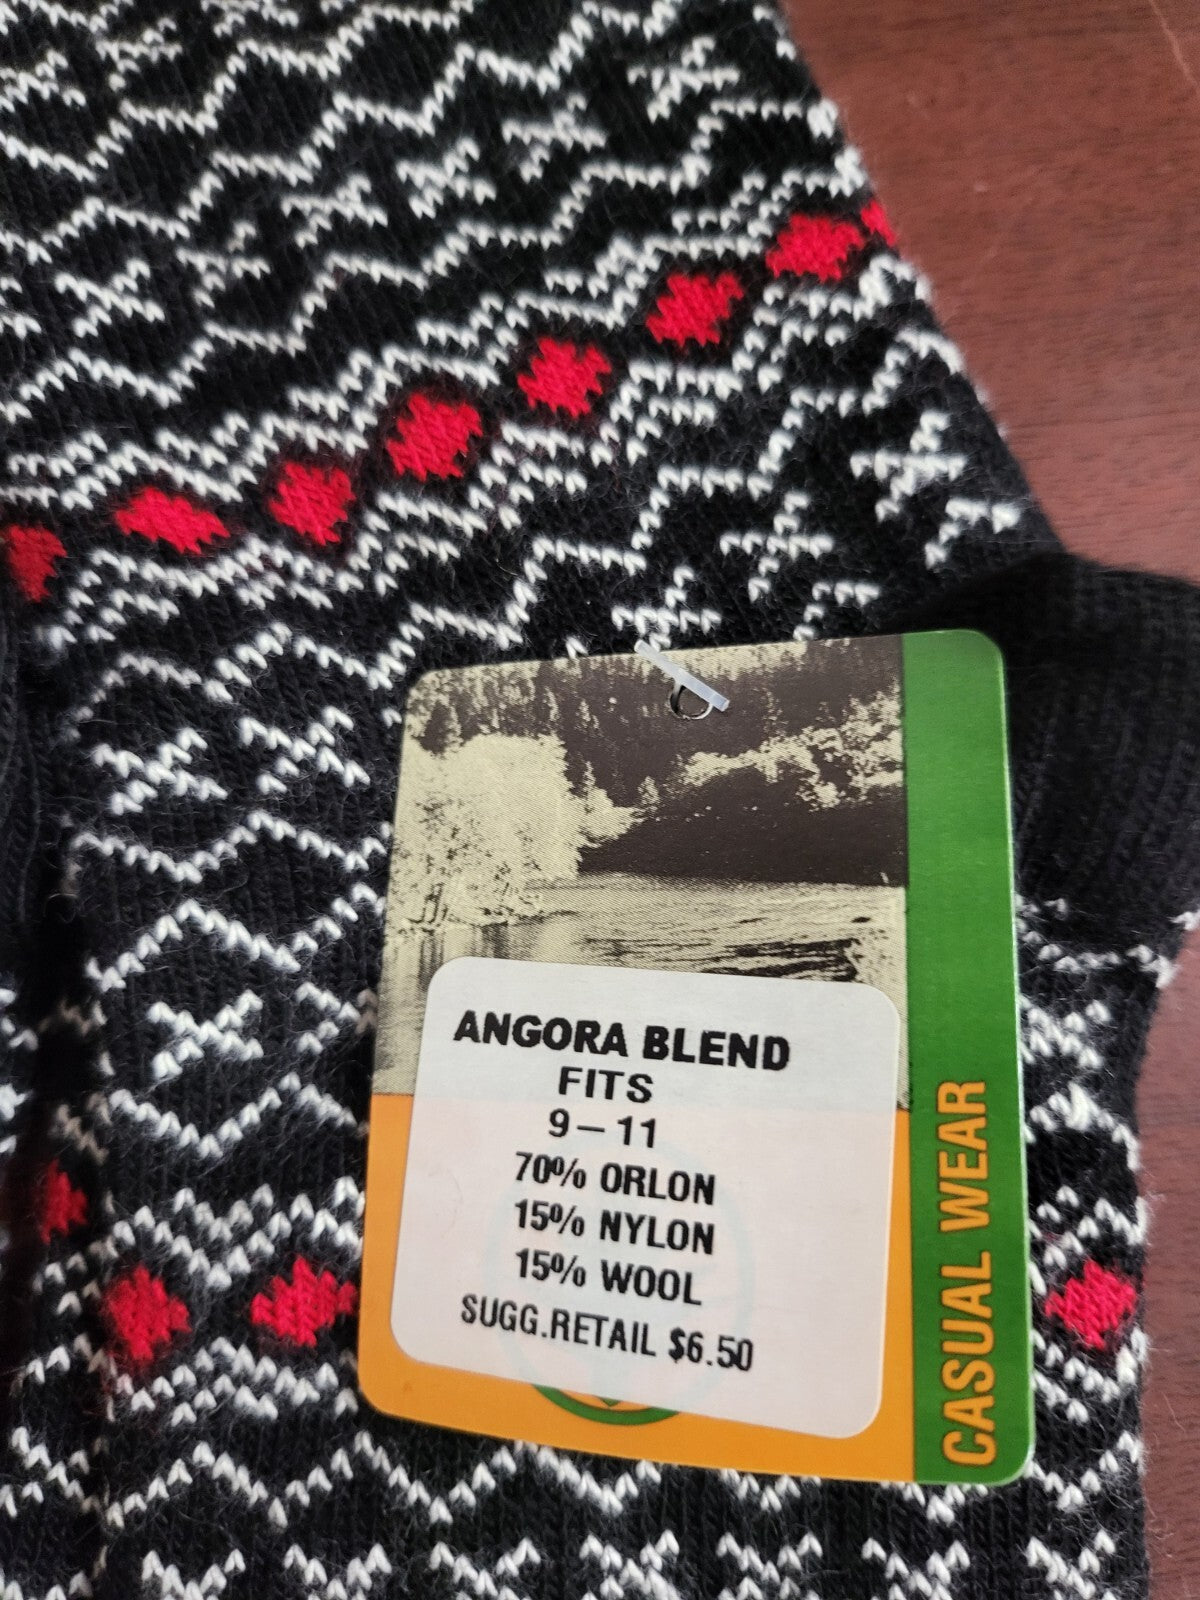 ANGORA BLEND
FITS
9-11
70% ORLON
15% NYLON
15% WOOL
SUGG.RETAIL $6.50
CASUAL WEAR